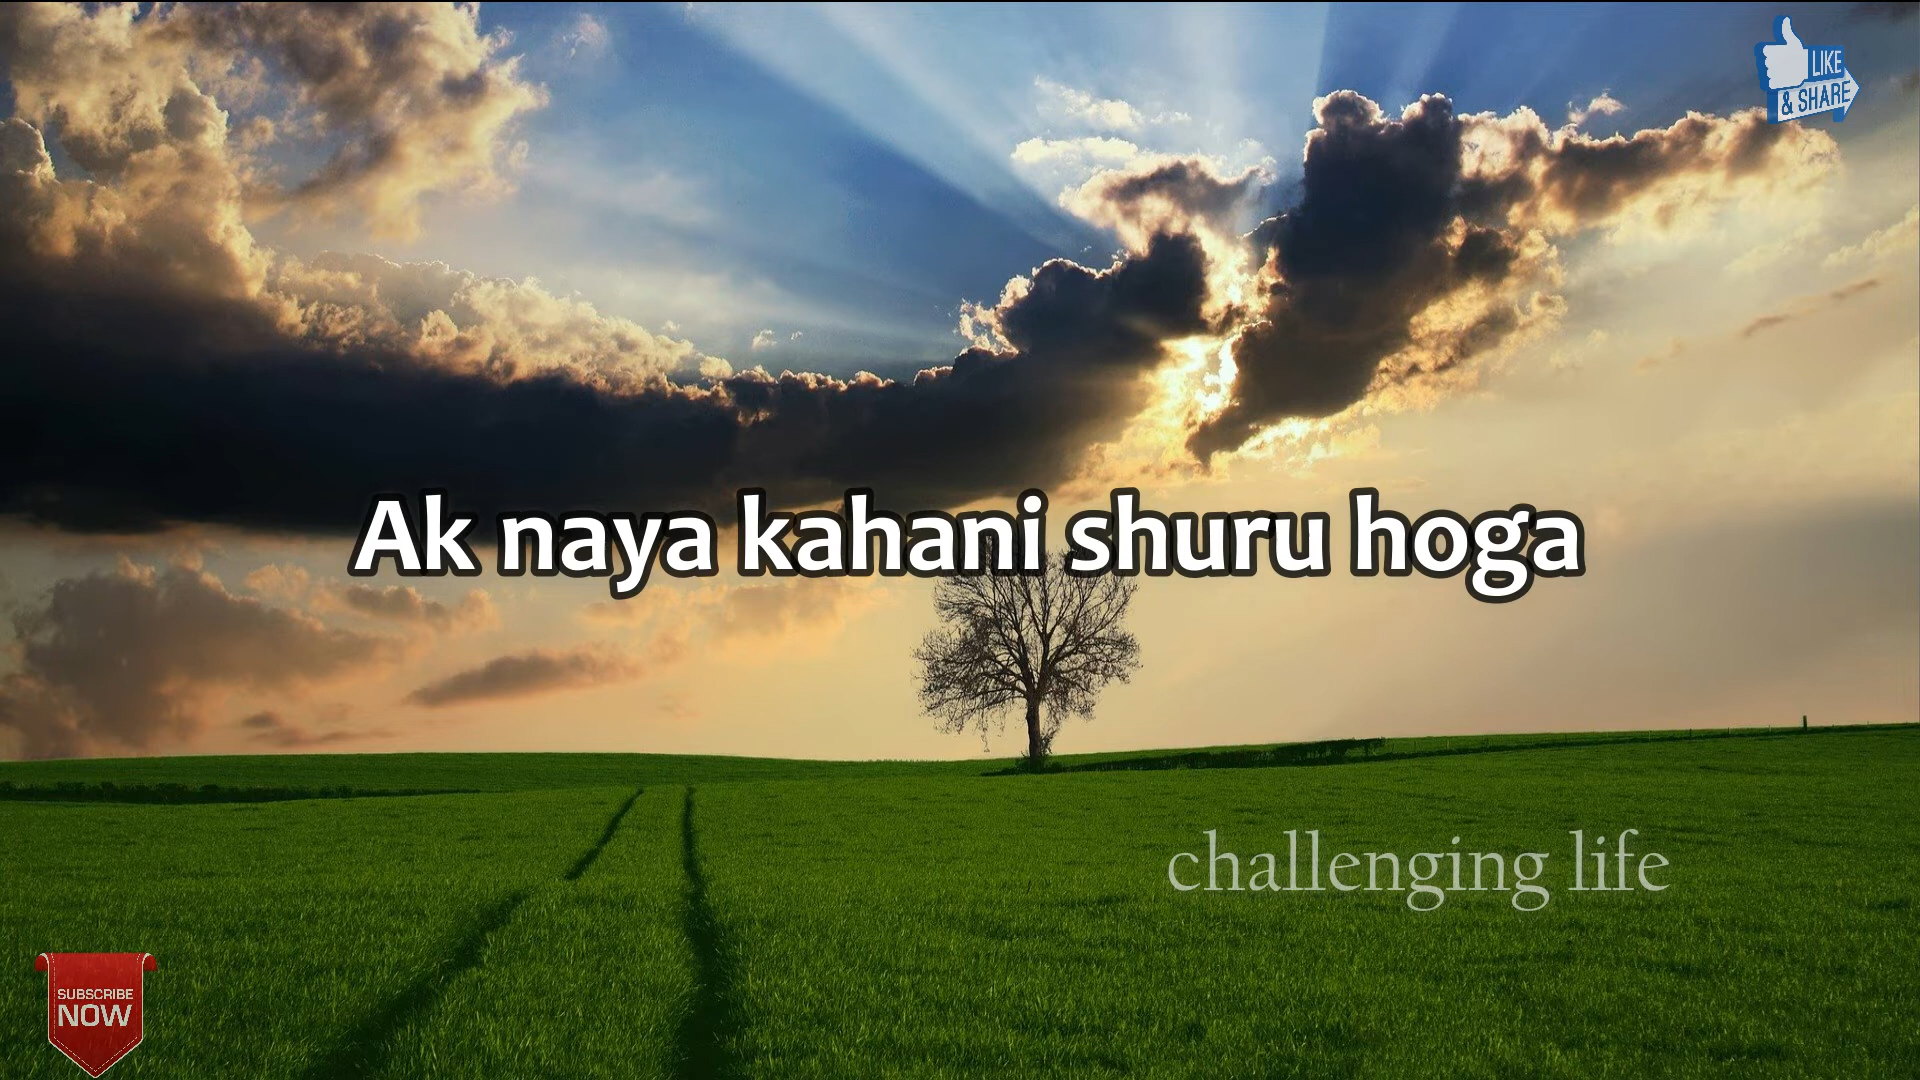 LIKE
& SHARE
Ak naya kahani shuru hoga
challenging life
SUBSCRIBE
NOW